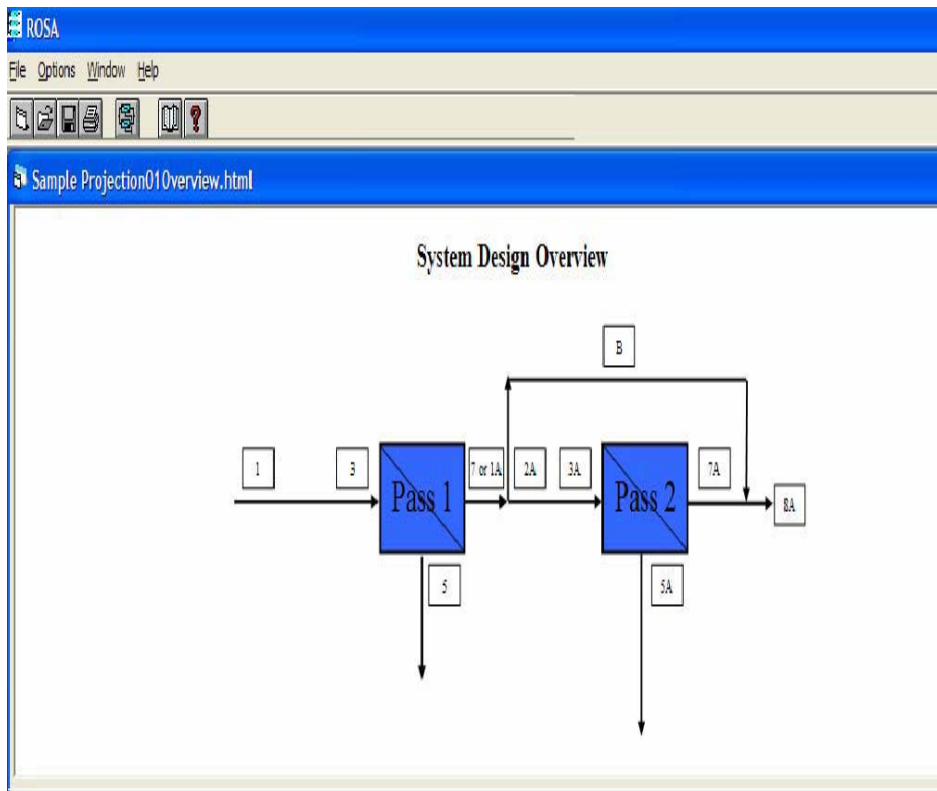 ROSA
File Options Window Help
Sample Projection01Overview.html
System Design Overview
B
1
3
Pass 1
7 or 1A
2A
3A
Pass 2
7A
8A
5
5A